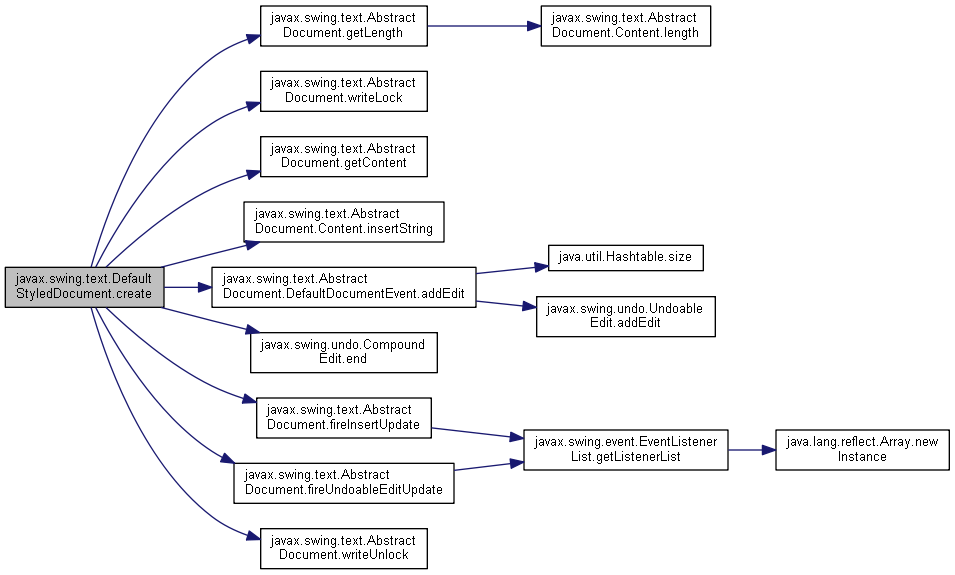 javax.swing.text.Abstract
Document.getLength
javax.swing.text.Abstract
Document.Content.length
javax.swing.text.Abstract
Document.writeLock
javax.swing.text.Abstract
Document.getContent
javax.swing.text.Abstract
Document.Content.insertString
javax.swing.text.Default
StyledDocument.create
javax.swing.text.Abstract
Document.DefaultDocumentEvent.addEdit
java.util.Hashtable.size
javax.swing.undo.Undoable
Edit.addEdit
javax.swing.undo.Compound
Edit.end
javax.swing.text.Abstract
Document.fireInsertUpdate
javax.swing.event.EventListener
List.getListenerList
java.lang.reflect.Array.new
Instance
javax.swing.text.Abstract
Document.fireUndoableEditUpdate
javax.swing.text.Abstract
Document.writeUnlock